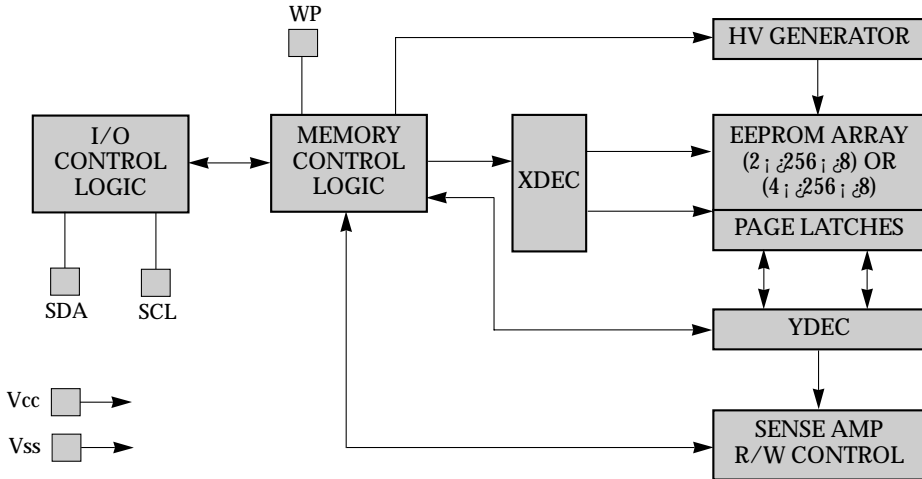 WP
HV GENERATOR
I/O
CONTROL
LOGIC
MEMORY
CONTROL
LOGIC
XDEC
EEPROM ARRAY
(2 ¡ ¿256 ¡ ¿8) OR
(4 ¡ ¿256 ¡ ¿8)
PAGE LATCHES
SDA
SCL
YDEC
Vcc
Vss
SENSE AMP
R/W CONTROL